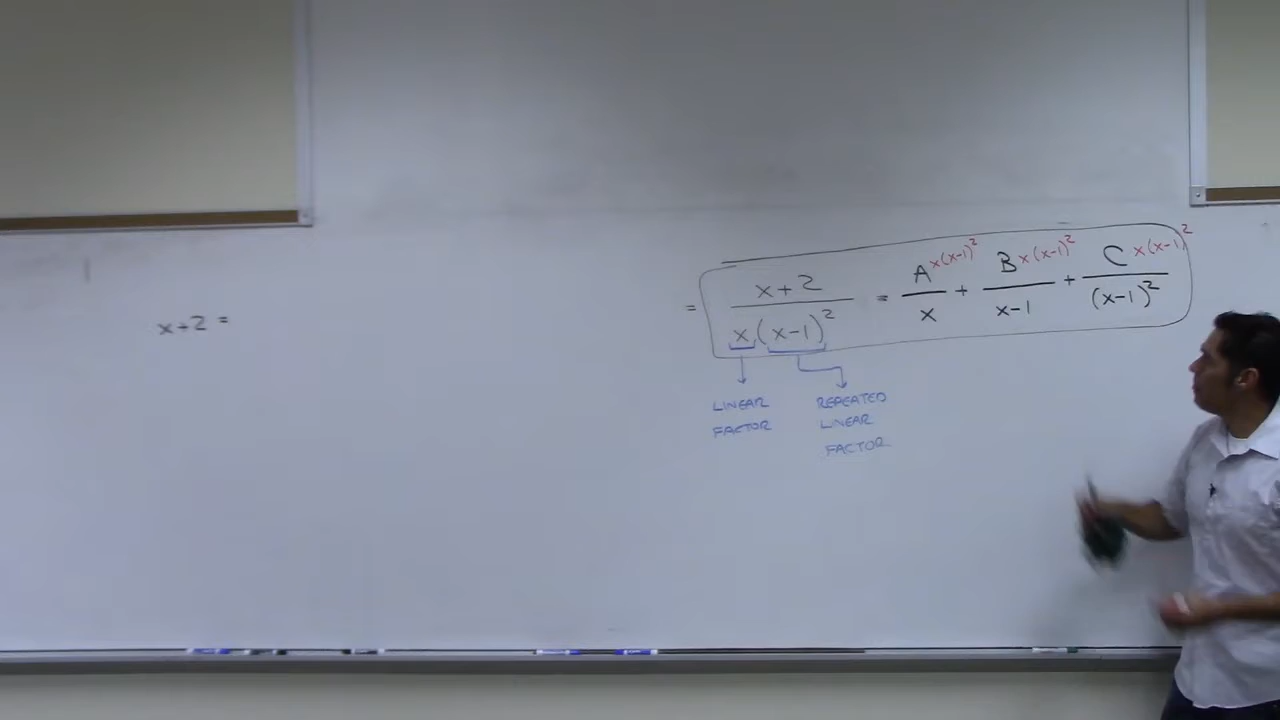 x+2 =
= x+2 / x(x-1)² = A x(x-1)² / x + B x(x-1)² / x-1 + C x(x-1)² / (x-1)²
LINEAR FACTOR
REPEATED LINEAR FACTOR